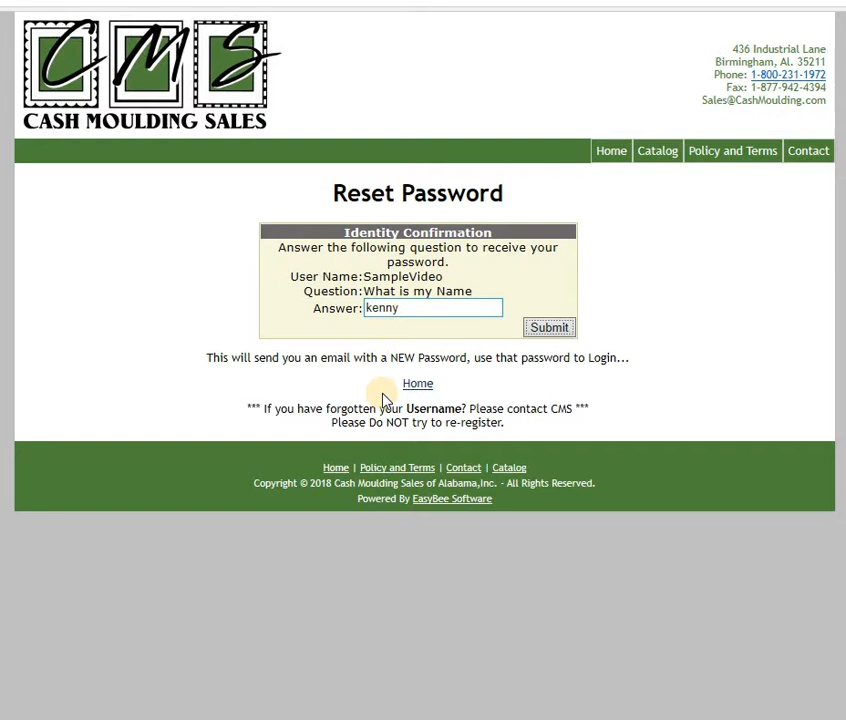 CMS
CASH MOULDING SALES
436 Industrial Lane
Birmingham, Al. 35211
Phone: 1-800-231-1972
Fax: 1-877-942-4394
Sales@CashMoulding.com
Home
Catalog
Policy and Terms
Contact
Reset Password
Identity Confirmation
Answer the following question to receive your
password.
User Name:SampleVideo
Question:What is my Name
Answer:kenny
Submit
This will send you an email with a NEW Password, use that password to Login...
Home
*** If you have forgotten your Username? Please contact CMS ***
Please Do NOT try to re-register.
Home | Policy and Terms | Contact | Catalog
Copyright © 2018 Cash Moulding Sales of Alabama,Inc. - All Rights Reserved.
Powered By EasyBee Software